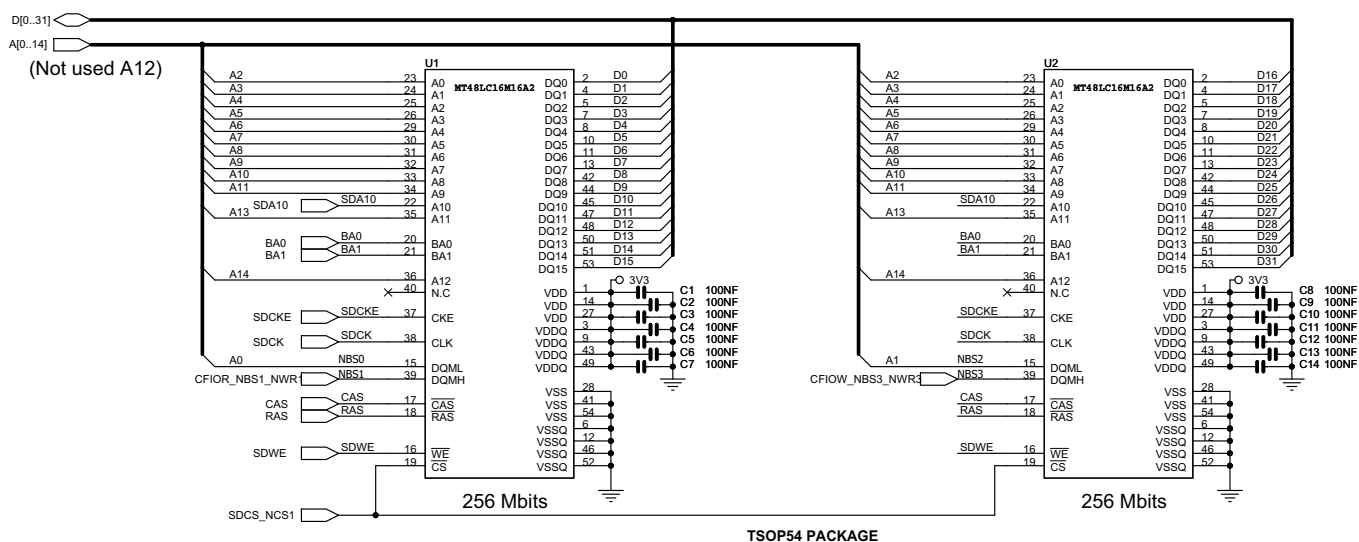 D[0..31]
A[0..14]
(Not used A12)
U1
MT48LC16M16A2
A2 23 A0 DQ0 2 D0
A3 24 A1 DQ1 4 D1
A4 25 A2 DQ2 5 D2
A5 26 A3 DQ3 7 D3
A6 29 A4 DQ4 8 D4
A7 30 A5 DQ5 10 D5
A8 31 A6 DQ6 11 D6
A9 32 A7 DQ7 13 D7
A10 33 A8 DQ8 42 D8
A11 34 A9 DQ9 44 D9
SDA10 SDA10 22 A10 DQ10 45 D10
A13 35 A11 DQ11 47 D11
DQ12 48 D12
BA0 BA0 20 BA0 DQ13 50 D13
BA1 BA1 21 BA1 DQ14 51 D14
DQ15 53 D15
A14 36 A12
3V3
40 N.C VDD 1 C1 100NF
VDD 14 C2 100NF
SDCKE SDCKE 37 CKE VDD 27 C3 100NF
VDDQ 3 C4 100NF
SDCK SDCK 38 CLK VDDQ 9 C5 100NF
VDDQ 43 C6 100NF
A0 NBS0 15 DQML VDDQ 49 C7 100NF
CFIOR_NBS1_NWR1 NBS1 39 DQMH
VSS 28
CAS CAS 17 CAS VSS 41
RAS RAS 18 RAS VSS 54
VSSQ 6
VSSQ 12
SDWE SDWE 16 WE VSSQ 46
19 CS VSSQ 52
256 Mbits
SDCS_NCS1
U2
MT48LC16M16A2
A2 23 A0 DQ0 2 D16
A3 24 A1 DQ1 4 D17
A4 25 A2 DQ2 5 D18
A5 26 A3 DQ3 7 D19
A6 29 A4 DQ4 8 D20
A7 30 A5 DQ5 10 D21
A8 31 A6 DQ6 11 D22
A9 32 A7 DQ7 13 D23
A10 33 A8 DQ8 42 D24
A11 34 A9 DQ9 44 D25
SDA10 22 A10 DQ10 45 D26
A13 35 A11 DQ11 47 D27
DQ12 48 D28
BA0 20 BA0 DQ13 50 D29
BA1 21 BA1 DQ14 51 D30
DQ15 53 D31
A14 36 A12
3V3
40 N.C VDD 1 C8 100NF
VDD 14 C9 100NF
SDCKE 37 CKE VDD 27 C10 100NF
VDDQ 3 C11 100NF
SDCK 38 CLK VDDQ 9 C12 100NF
VDDQ 43 C13 100NF
A1 NBS2 15 DQML VDDQ 49 C14 100NF
CFIOW_NBS3_NWR3 NBS3 39 DQMH
VSS 28
CAS 17 CAS VSS 41
RAS 18 RAS VSS 54
VSSQ 6
VSSQ 12
SDWE 16 WE VSSQ 46
19 CS VSSQ 52
256 Mbits
TSOP54 PACKAGE